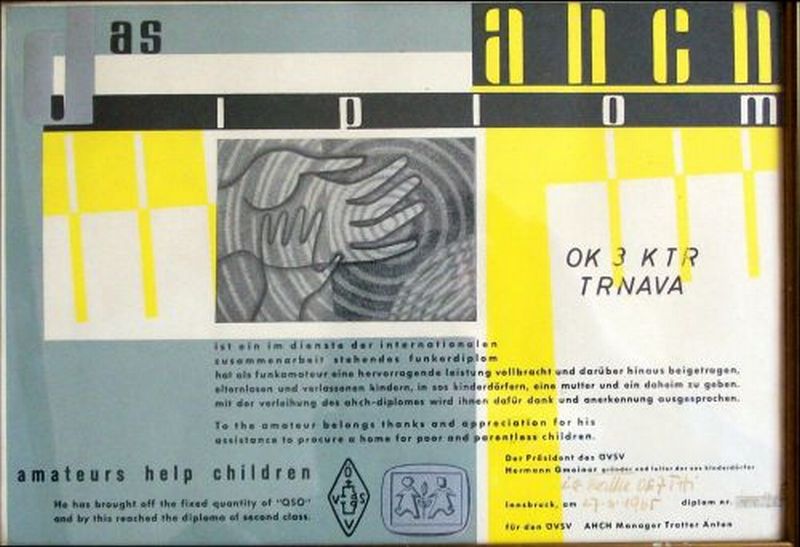 das
ahch
diplom
OK 3 KTR
TRNAVA
ist ein im dienste der internationalen
zusammenarbeit stehendes funkerdiplom
hat als funkamateur eine hervorragende leistung vollbracht und darüber hinaus beigetragen,
elternlosen und verlassenen kindern, in sos kinderdörfern, eine mutter und ein daheim zu geben.
mit der verleihung des ahch-diplomes wird ihnen dafür dank und anerkennung ausgesprochen.
To the amateur belongs thanks and appreciation for his
assistance to procure a home for poor and parentless children.
amateurs help children
He has brought off the fixed quantity of "QSO"
and by this reached the diploma of second class.
ÖVSV
Der Präsident des ÖVSV
Hermann Gmeiner gründer und leiter der sos kinderdörfer
innsbruck, am
diplom nr.
für den ÖVSV AHCH Manager Trotter Anton